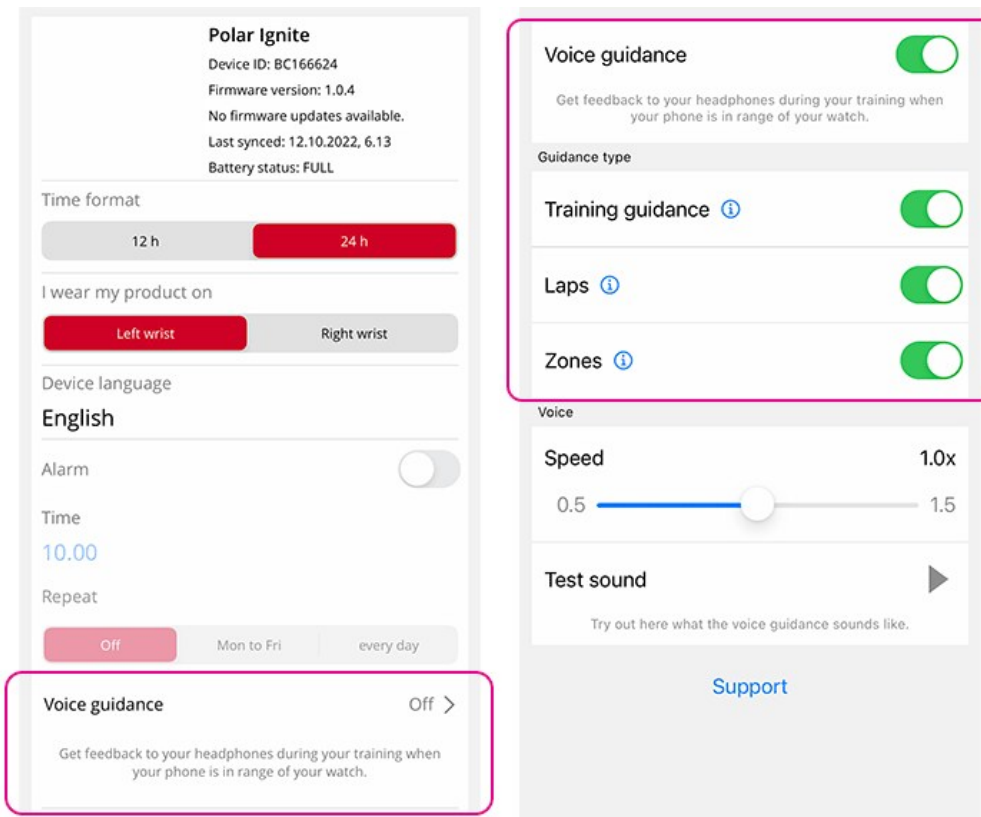 Polar Ignite
Device ID: BC166624
Firmware version: 1.0.4
No firmware updates available.
Last synced: 12.10.2022, 6.13
Battery status: FULL
Time format
12 h
24 h
I wear my product on
Left wrist
Right wrist
Device language
English
Alarm
Time
10.00
Repeat
Off
Mon to Fri
every day
Voice guidance
Off
Get feedback to your headphones during your training when
your phone is in range of your watch.
Voice guidance
Get feedback to your headphones during your training when
your phone is in range of your watch.
Guidance type
Training guidance
Laps
Zones
Voice
Speed
1.0x
0.5
1.5
Test sound
Try out here what the voice guidance sounds like.
Support